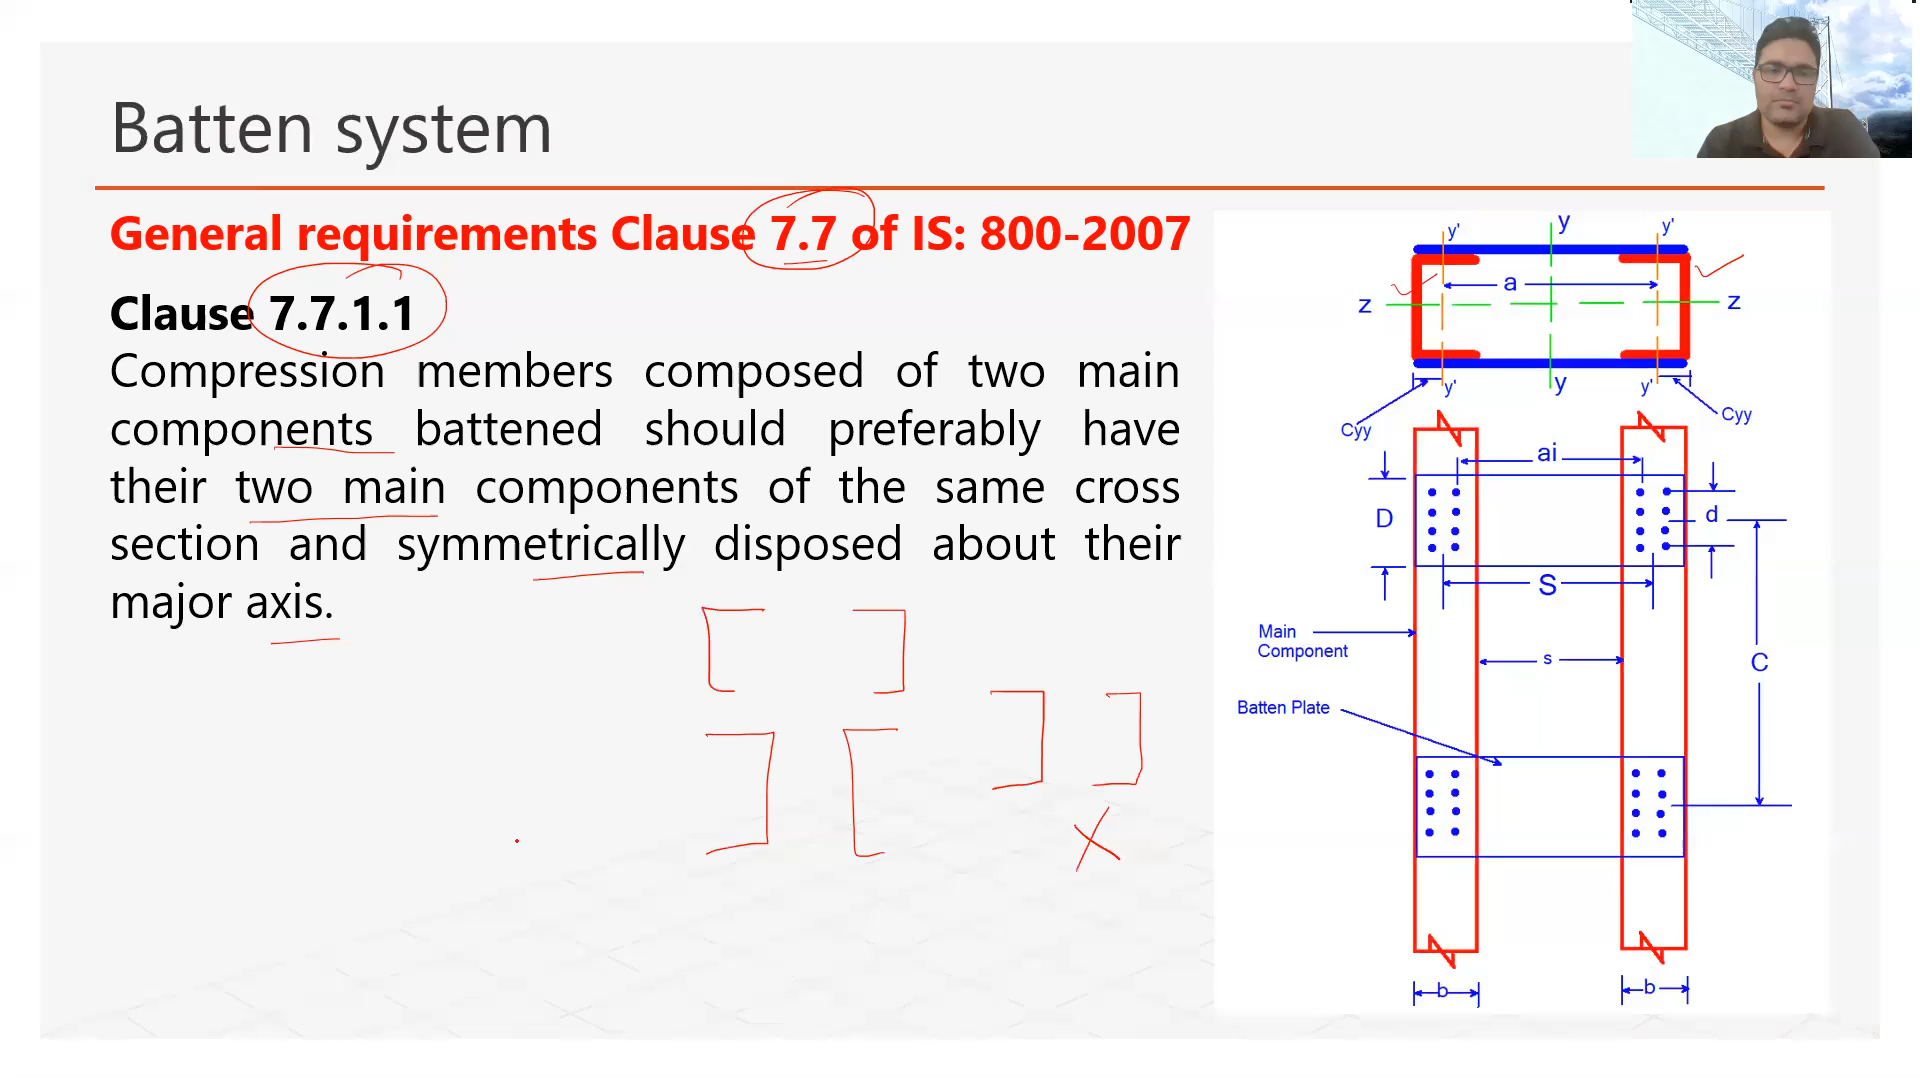 Batten system
General requirements Clause 7.7 of IS: 800-2007
Clause 7.7.1.1
Compression members composed of two main
components battened should preferably have
their two main components of the same cross
section and symmetrically disposed about their
major axis.
y' y y'
a
z z
y' y y'
Cyy Cyy
ai
D d
S
Main
Component
s C
Batten Plate
b b